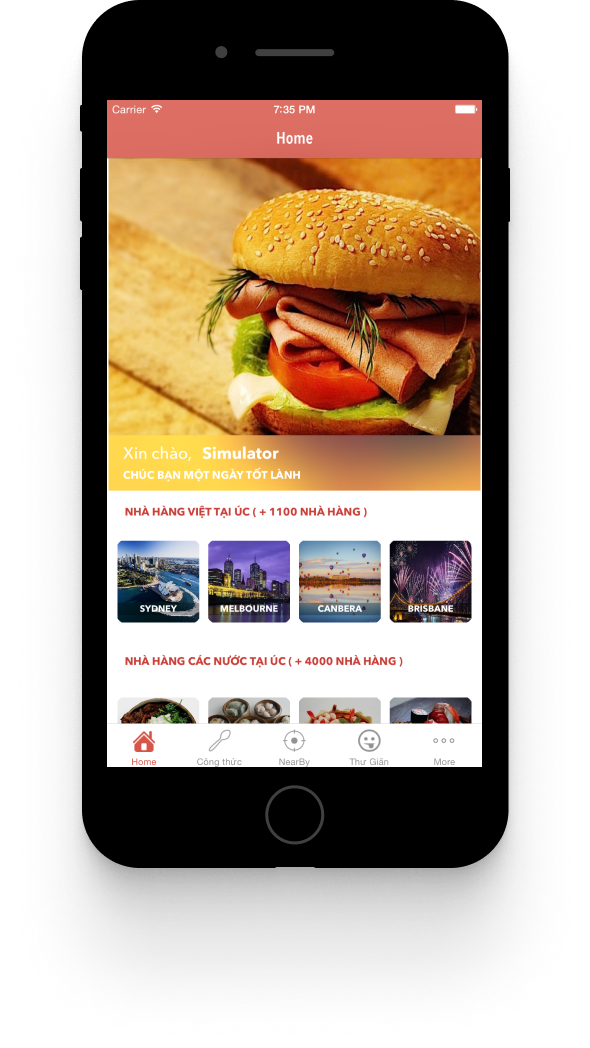 Carrier 7:35 PM
Home
Xin chào, Simulator
CHÚC BẠN MỘT NGÀY TỐT LÀNH
NHÀ HÀNG VIỆT TẠI ÚC ( + 1100 NHÀ HÀNG )
SYDNEY MELBOURNE CANBERA BRISBANE
NHÀ HÀNG CÁC NƯỚC TẠI ÚC ( + 4000 NHÀ HÀNG )
Home Công thức NearBy Thư Giãn More